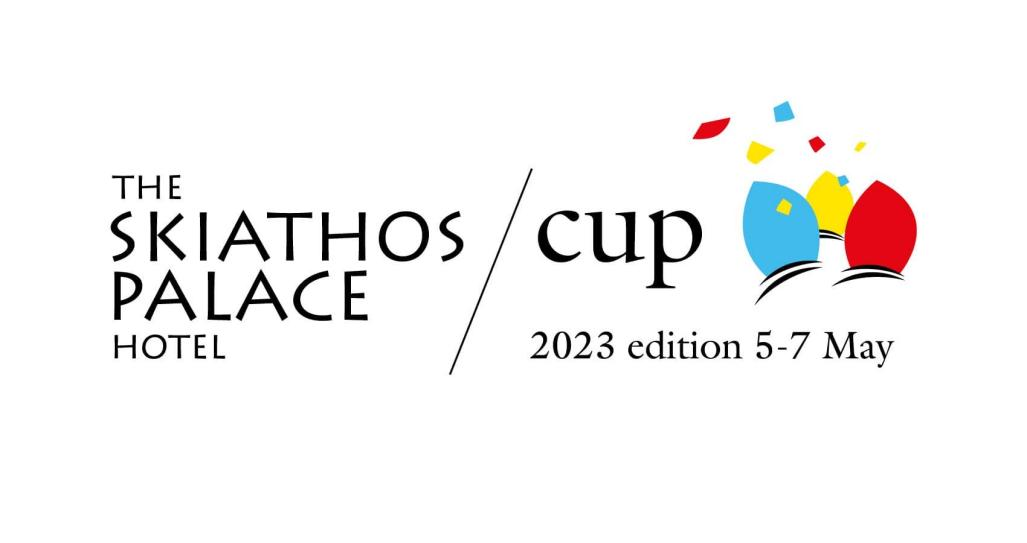 THE
SKIATHOS
PALACE
HOTEL
cup
2023 edition 5-7 May